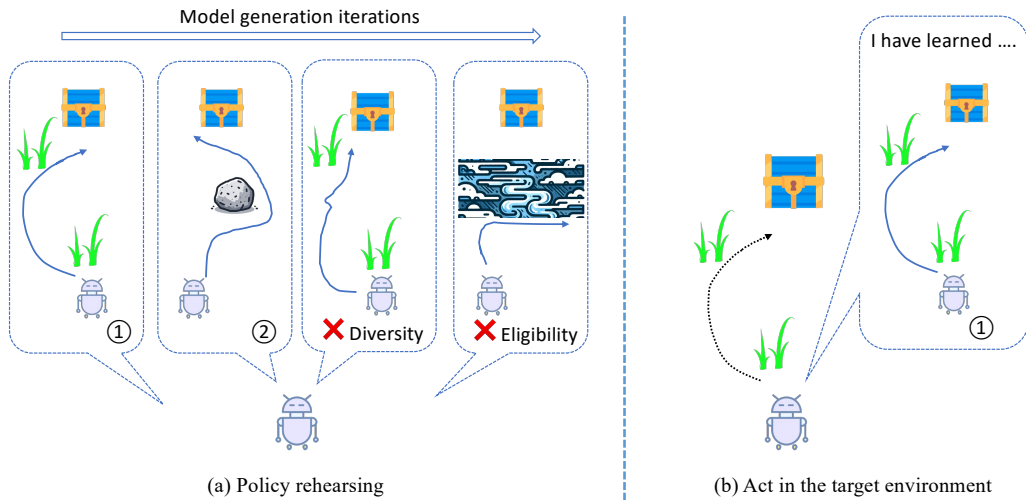 Model generation iterations
①
②
Diversity
Eligibility
(a) Policy rehearsing
I have learned ….
①
(b) Act in the target environment